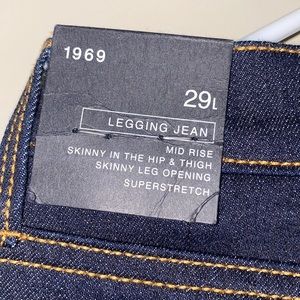 1969
29L
LEGGING JEAN
MID RISE
SKINNY IN THE HIP & THIGH
SKINNY LEG OPENING
SUPERSTRETCH